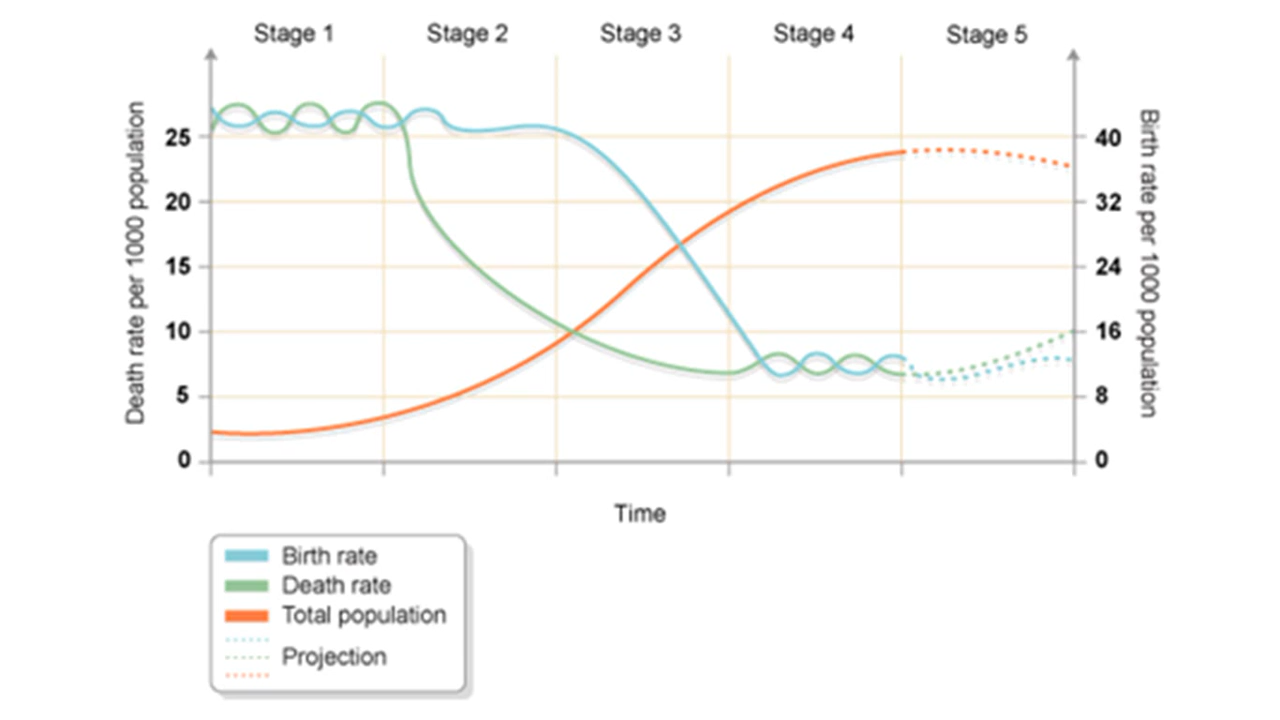 Stage 1
Stage 2
Stage 3
Stage 4
Stage 5
Death rate per 1000 population
25
20
15
10
5
0
40
32
24
16
8
0
Birth rate per 1000 population
Time
Birth rate
Death rate
Total population
Projection